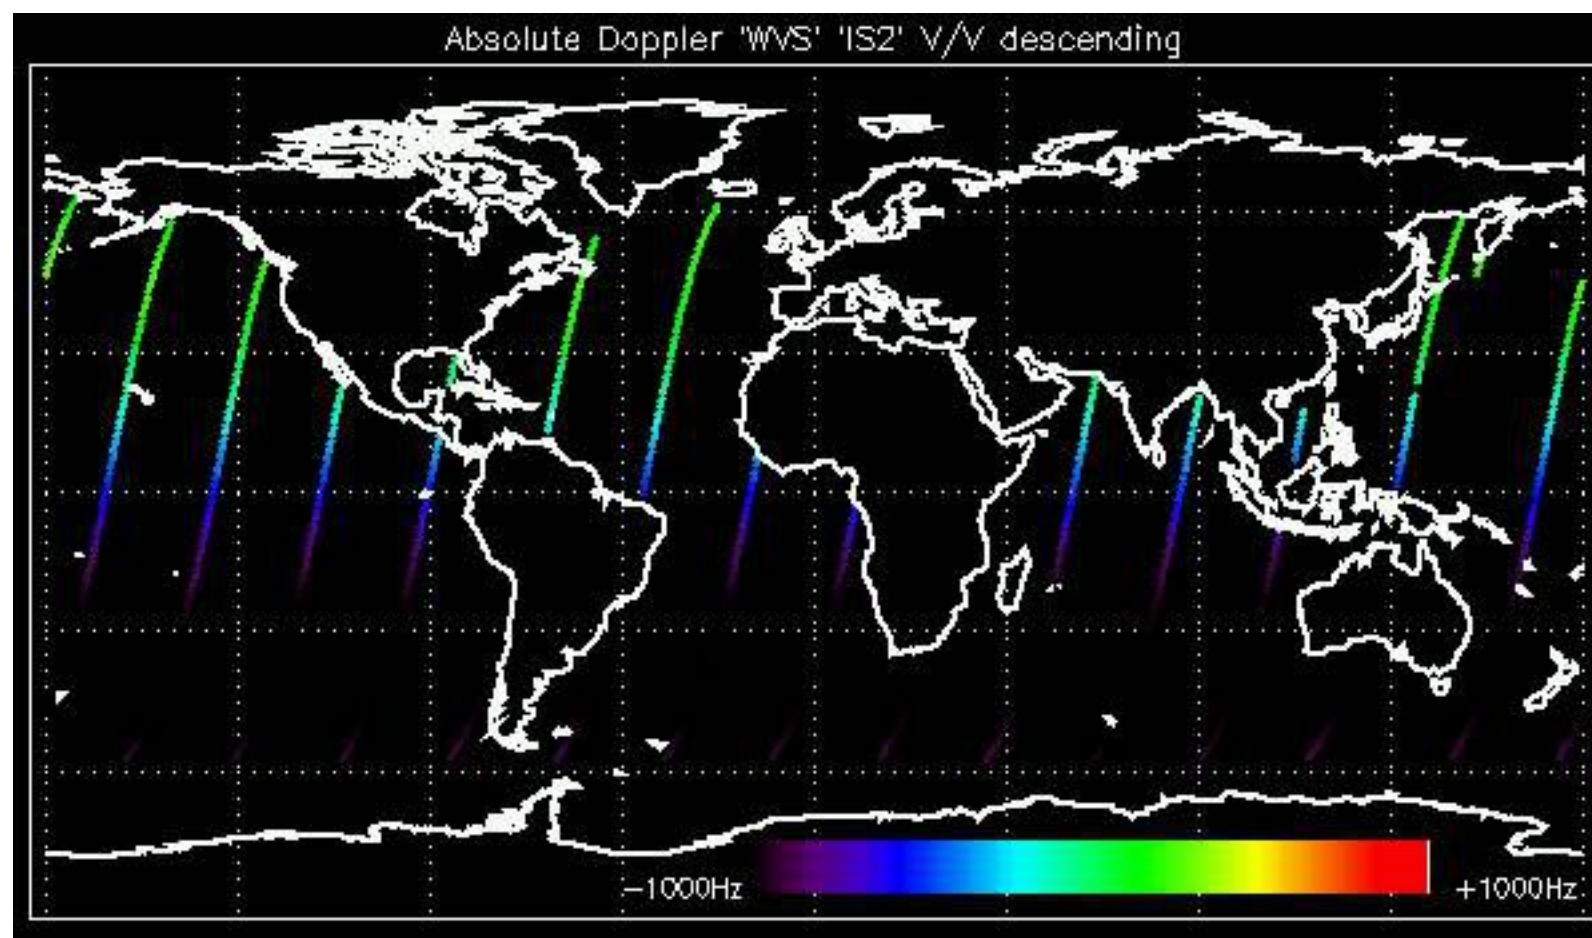 Absolute Doppler 'WVS' 'IS2' V/V descending
−1000Hz +1000Hz